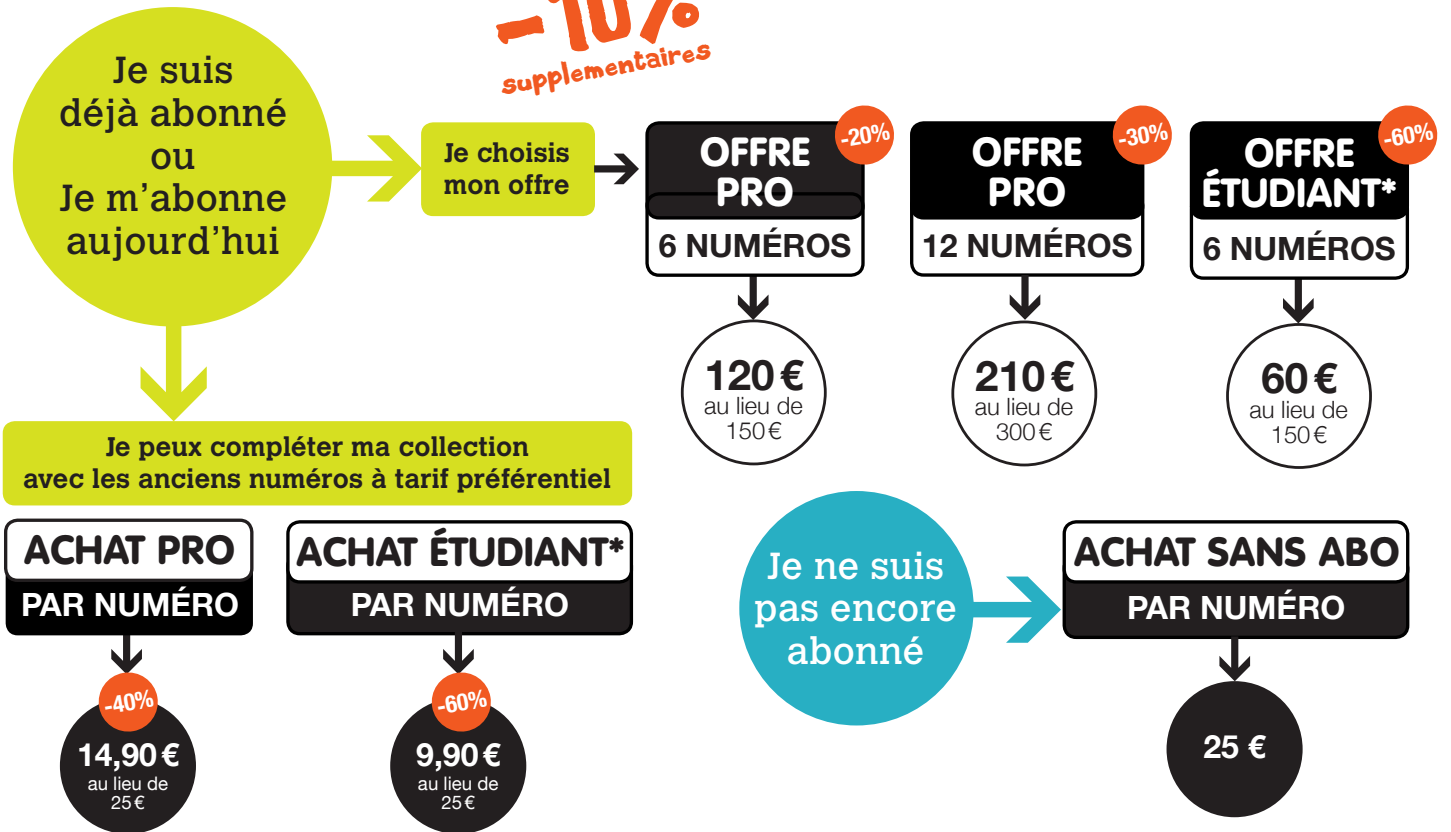 -10%
supplementaires
Je suis
déjà abonné
ou
Je m'abonne
aujourd'hui
Je choisis
mon offre
-20%
OFFRE
PRO
6 NUMÉROS
120 €
au lieu de
150 €
-30%
OFFRE
PRO
12 NUMÉROS
210 €
au lieu de
300 €
-60%
OFFRE
ÉTUDIANT*
6 NUMÉROS
60 €
au lieu de
150 €
Je peux compléter ma collection
avec les anciens numéros à tarif préférentiel
ACHAT PRO
PAR NUMÉRO
-40%
14,90 €
au lieu de
25 €
ACHAT ÉTUDIANT*
PAR NUMÉRO
-60%
9,90 €
au lieu de
25 €
Je ne suis
pas encore
abonné
ACHAT SANS ABO
PAR NUMÉRO
25 €